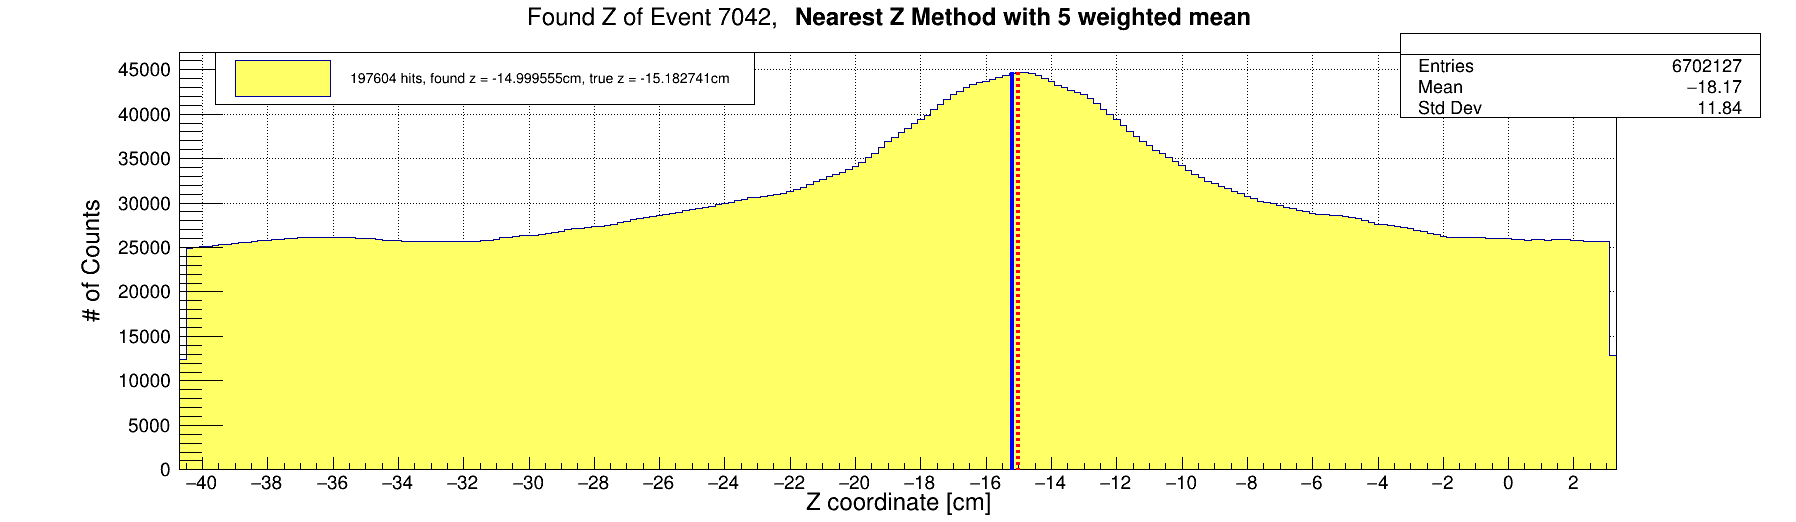 Found Z of Event 7042, Nearest Z Method with 5 weighted mean
197604 hits, found z = -14.999555cm, true z = -15.182741cm
Entries 6702127
Mean −18.17
Std Dev 11.84
# of Counts
45000
40000
35000
30000
25000
20000
15000
10000
5000
0
−40 −38 −36 −34 −32 −30 −28 −26 −24 −22 −20 −18 −16 −14 −12 −10 −8 −6 −4 −2 0 2
Z coordinate [cm]